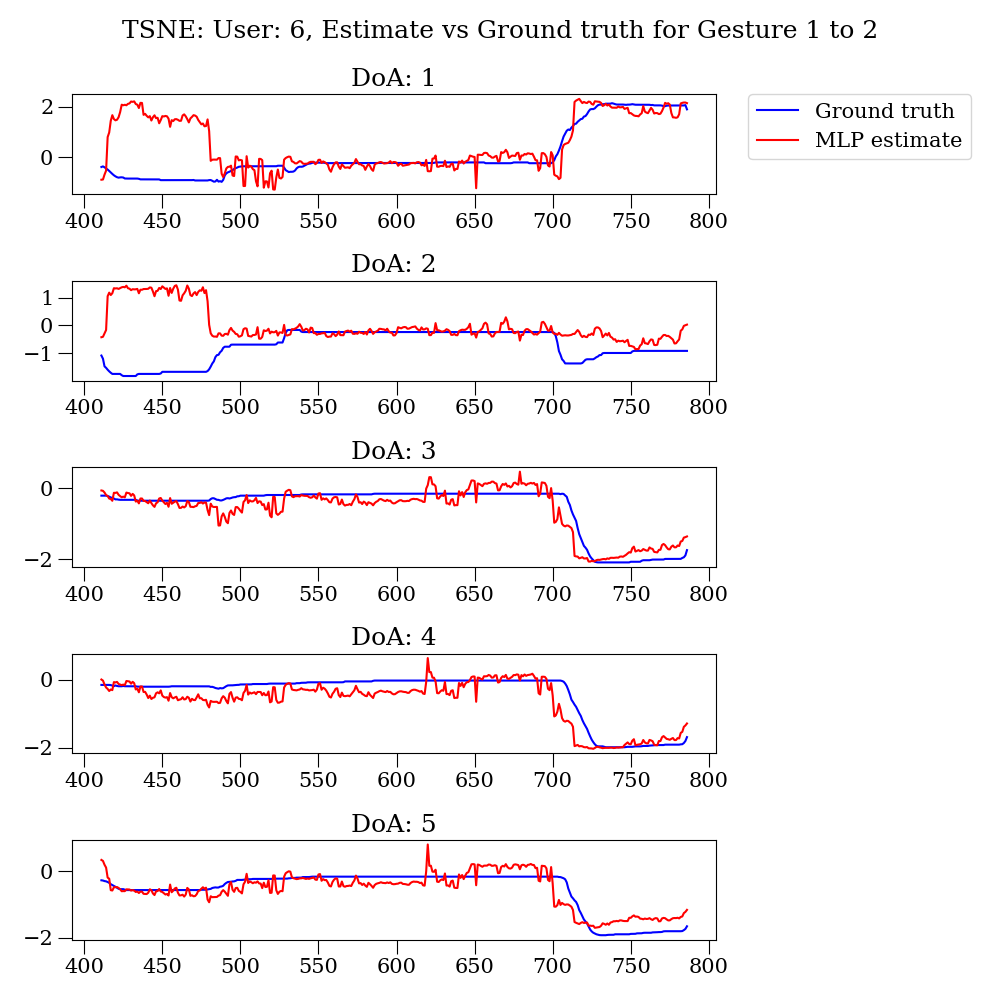 TSNE: User: 6, Estimate vs Ground truth for Gesture 1 to 2
DoA: 1
Ground truth
MLP estimate
2
0
400 450 500 550 600 650 700 750 800
DoA: 2
1
0
−1
400 450 500 550 600 650 700 750 800
DoA: 3
0
−2
400 450 500 550 600 650 700 750 800
DoA: 4
0
−2
400 450 500 550 600 650 700 750 800
DoA: 5
0
−2
400 450 500 550 600 650 700 750 800